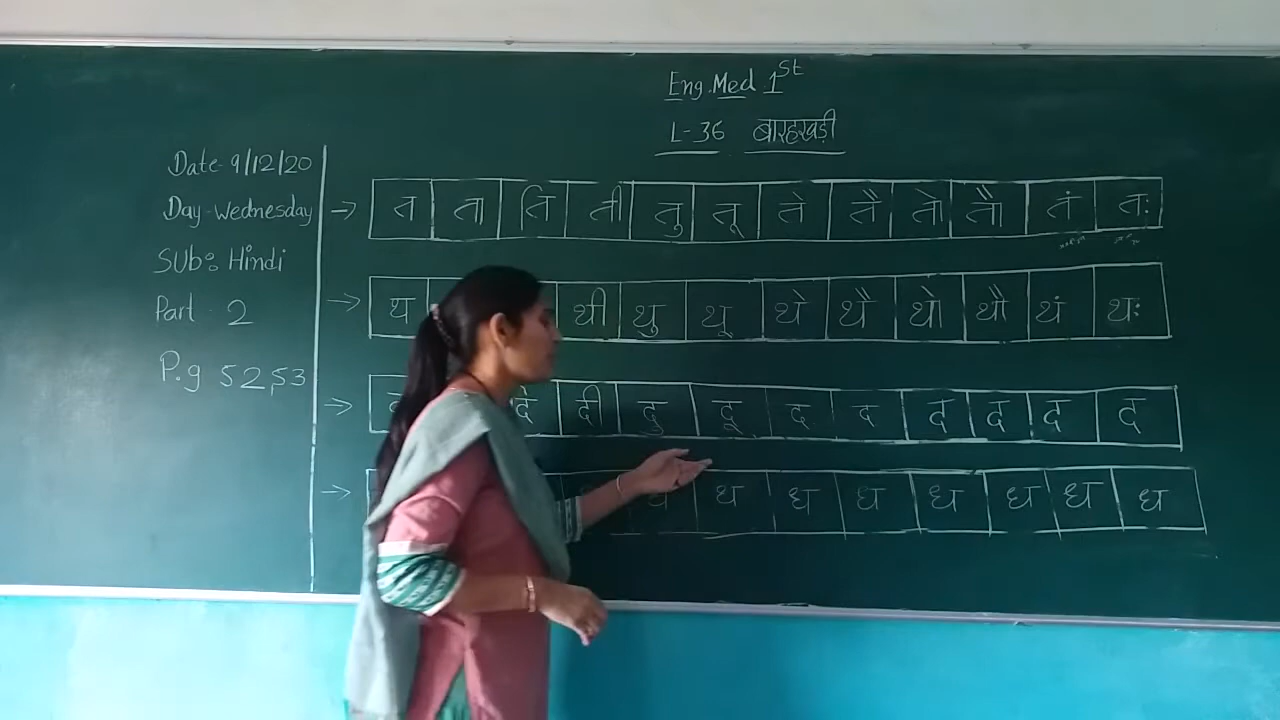 Eng.Med 1st
L-36 बारहखड़ी
Date-9/12/20
Day-Wednesday
SUb: Hindi
Part - 2
P.g 52,53
→ त ता ति ती तु तू ते तै तो तौ तं तः
→ थ थी थु थू थे थै थो थौ थं थः
→ दी दु दू द द द द द द
→ ध ध ध ध ध ध ध